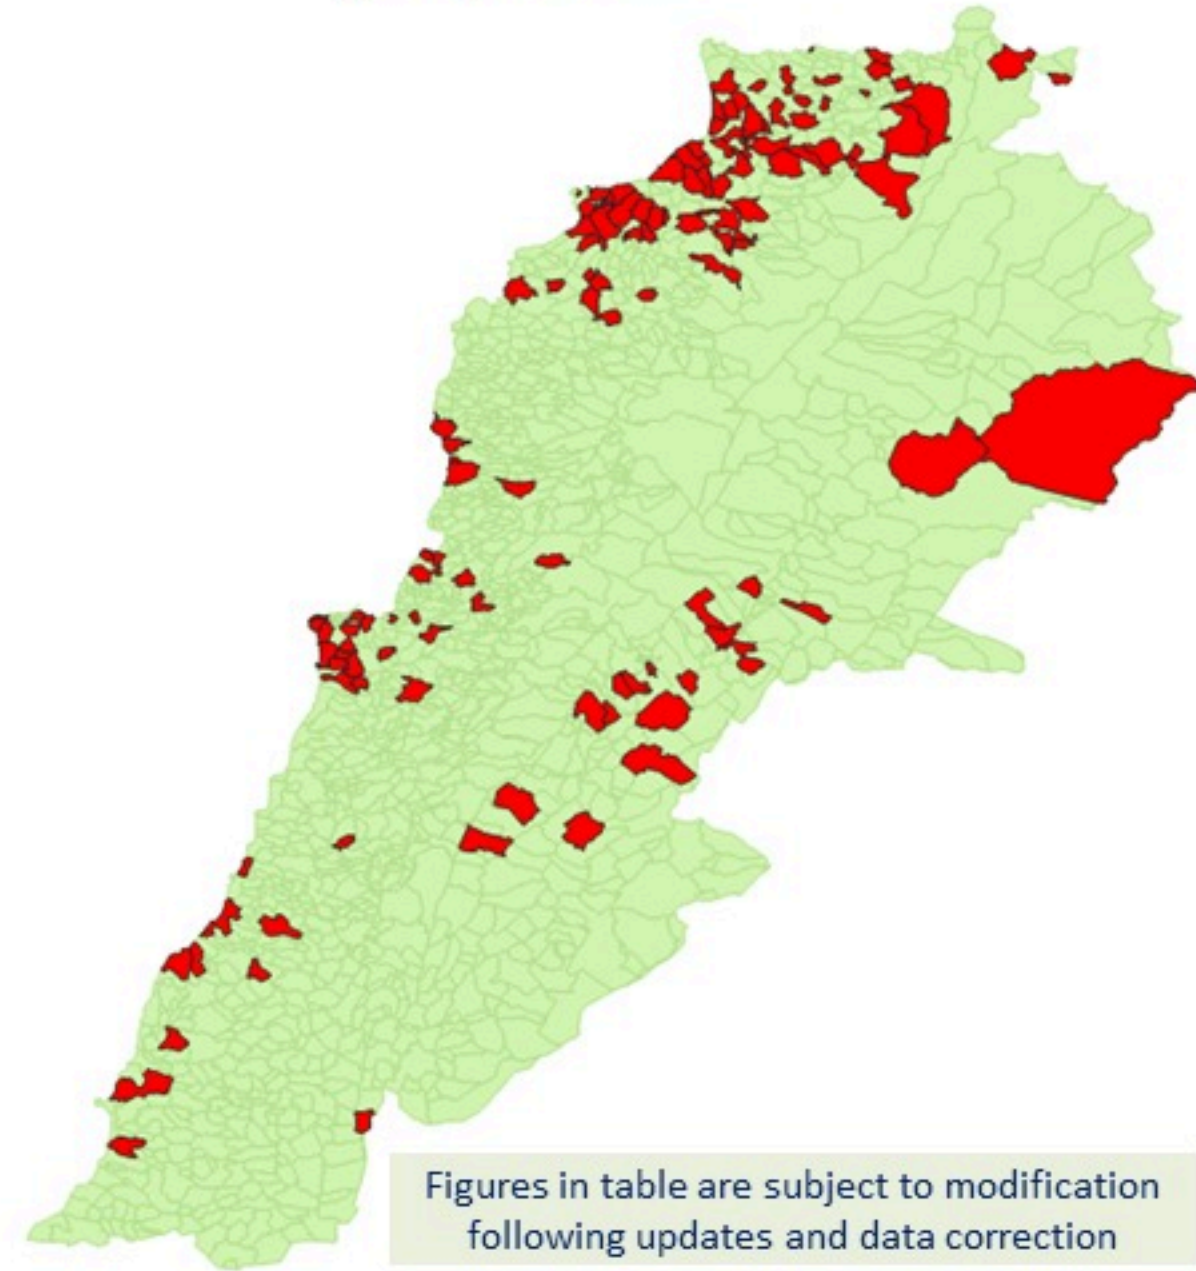 Figures in table are subject to modification
following updates and data correction